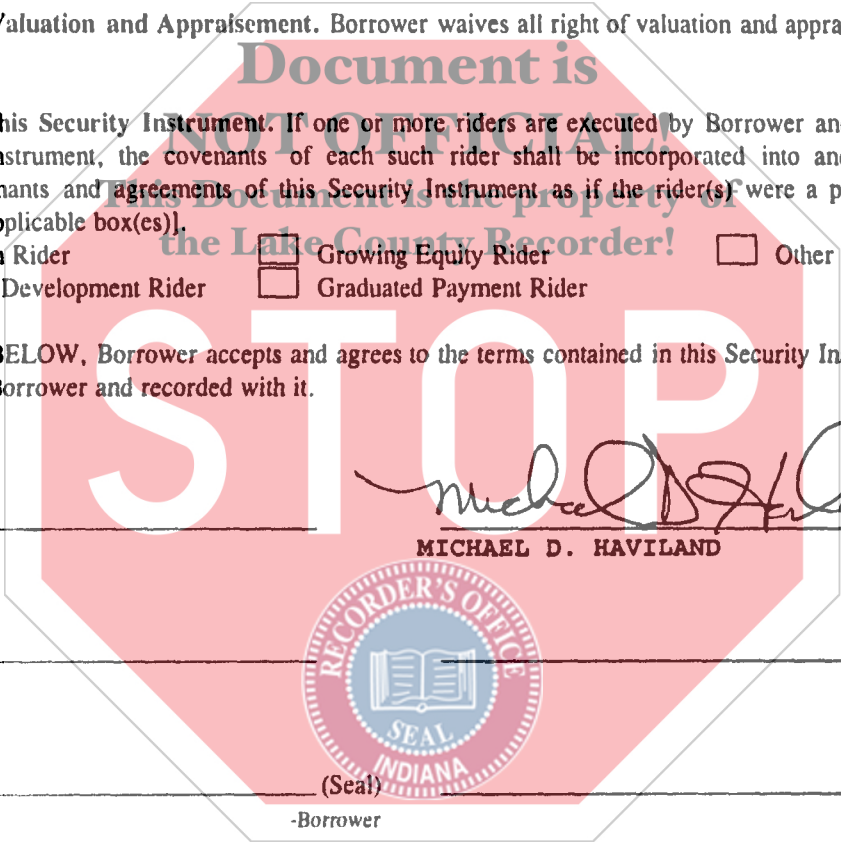 Valuation and Appraisement. Borrower waives all right of valuation and appra
Document is
NOT OFFICIAL!
his Security Instrument. If one or more riders are executed by Borrower an
nstrument, the covenants of each such rider shall be incorporated into an
nants and agreements of this Security Instrument as if the rider(s) were a p
This Document is the property of
plicable box(es)].
the Lake County Recorder!
Rider Growing Equity Rider Other
Development Rider Graduated Payment Rider
BELOW, Borrower accepts and agrees to the terms contained in this Security In
Borrower and recorded with it.
STOP
Michael D Havil
MICHAEL D. HAVILAND
RECORDER'S OFFICE
SEAL
INDIANA
(Seal)
-Borrower